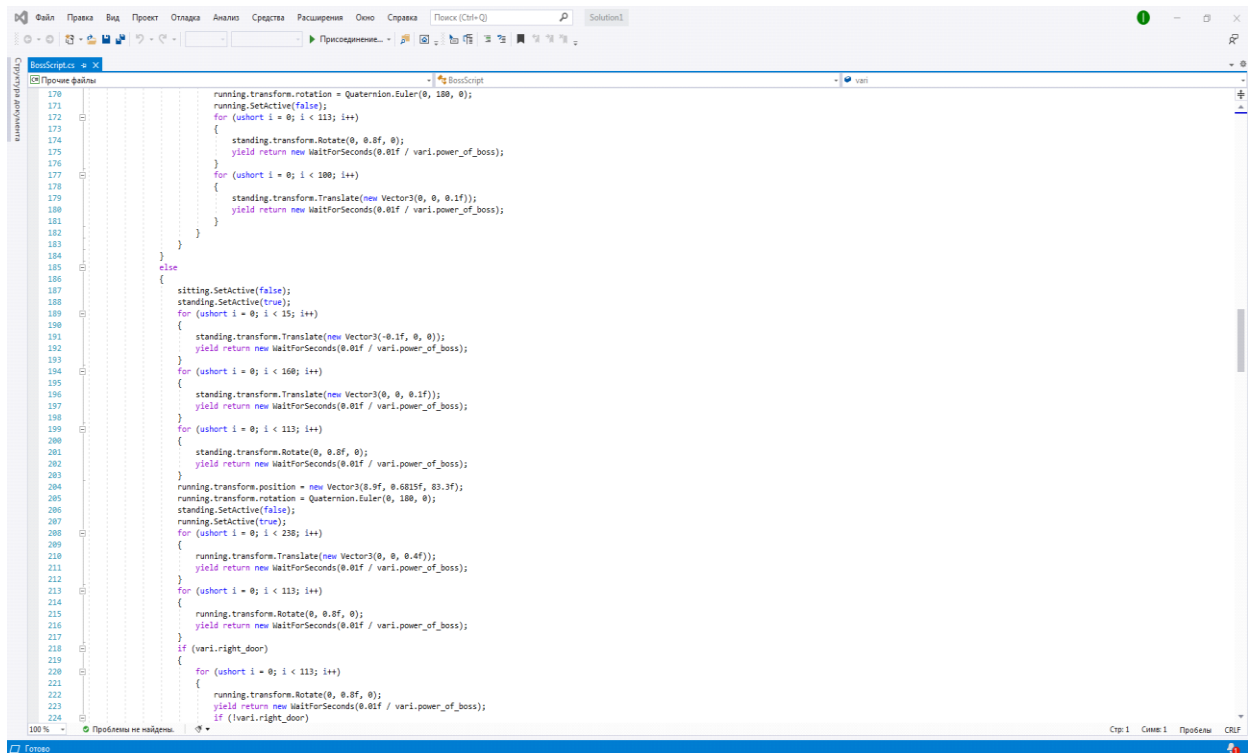 Файл Правка Вид Проект Отладка Анализ Средства Расширения Окно Справка Поиск (Ctrl+Q) Solution1
Присоединение...
BossScript.cs
Структура документа
Прочие файлы BossScript vari
170 running.transform.rotation = Quaternion.Euler(0, 180, 0);
171 running.SetActive(false);
172 for (ushort i = 0; i < 113; i++)
173 {
174 standing.transform.Rotate(0, 0.8f, 0);
175 yield return new WaitForSeconds(0.01f / vari.power_of_boss);
176 }
177 for (ushort i = 0; i < 100; i++)
178 {
179 standing.transform.Translate(new Vector3(0, 0, 0.1f));
180 yield return new WaitForSeconds(0.01f / vari.power_of_boss);
181 }
182 }
183 }
184 }
185 else
186 {
187 sitting.SetActive(false);
188 standing.SetActive(true);
189 for (ushort i = 0; i < 15; i++)
190 {
191 standing.transform.Translate(new Vector3(-0.1f, 0, 0));
192 yield return new WaitForSeconds(0.01f / vari.power_of_boss);
193 }
194 for (ushort i = 0; i < 160; i++)
195 {
196 standing.transform.Translate(new Vector3(0, 0, 0.1f));
197 yield return new WaitForSeconds(0.01f / vari.power_of_boss);
198 }
199 for (ushort i = 0; i < 113; i++)
200 {
201 standing.transform.Rotate(0, 0.8f, 0);
202 yield return new WaitForSeconds(0.01f / vari.power_of_boss);
203 }
204 running.transform.position = new Vector3(8.9f, 0.6815f, 83.3f);
205 running.transform.rotation = Quaternion.Euler(0, 180, 0);
206 standing.SetActive(false);
207 running.SetActive(true);
208 for (ushort i = 0; i < 238; i++)
209 {
210 running.transform.Translate(new Vector3(0, 0, 0.4f));
211 yield return new WaitForSeconds(0.01f / vari.power_of_boss);
212 }
213 for (ushort i = 0; i < 113; i++)
214 {
215 running.transform.Rotate(0, 0.8f, 0);
216 yield return new WaitForSeconds(0.01f / vari.power_of_boss);
217 }
218 if (vari.right_door)
219 {
220 for (ushort i = 0; i < 113; i++)
221 {
222 running.transform.Rotate(0, 0.8f, 0);
223 yield return new WaitForSeconds(0.01f / vari.power_of_boss);
224 if (!vari.right_door)
100 % Проблемы не найдены. Стр: 1 Симв: 1 Пробелы CRLF
Готово